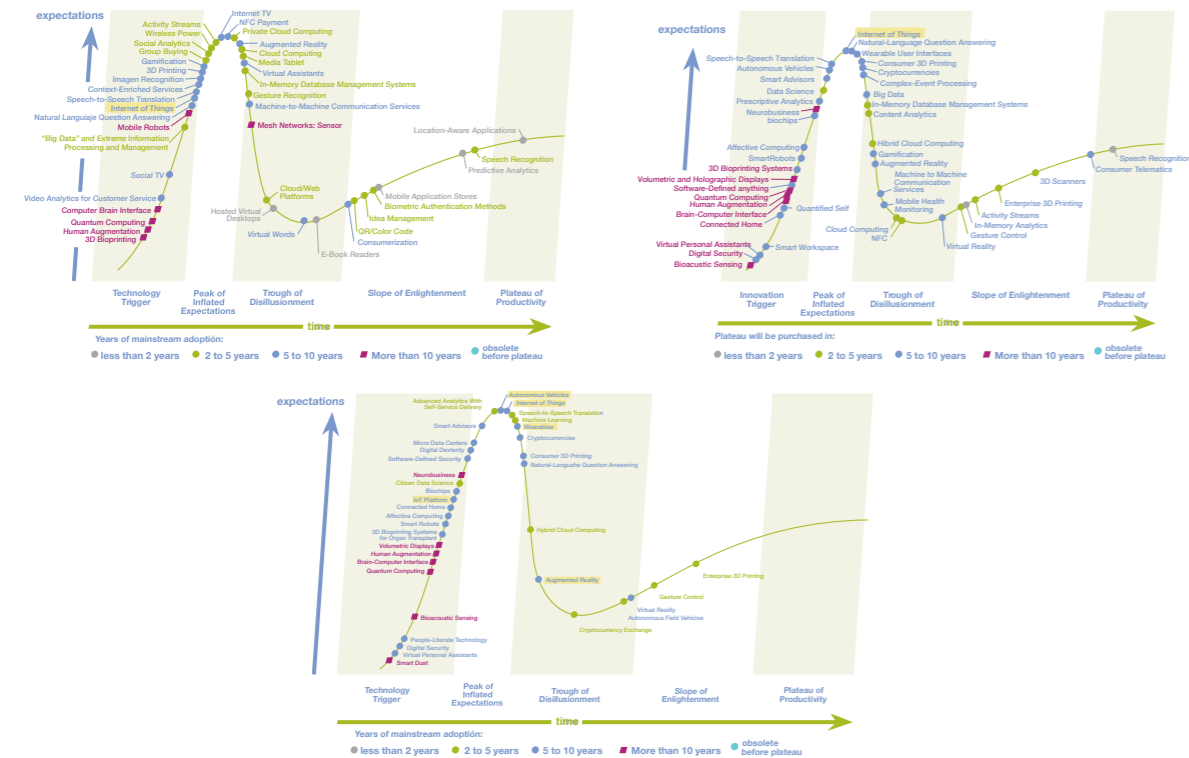 expectations
Internet TV
NFC Payment
Activity Streams
Private Cloud Computing
Wireless Power
Social Analytics
Augmented Reality
Group Buying
Cloud Computing
Gamification
Media Tablet
3D Printing
Virtual Assistants
Imagen Recognition
In-Memory Database Management Systems
Context-Enriched Services
Gesture Recognition
Speech-to-Speech Translation
Internet of Things
Machine-to-Machine Communication Services
Natural Languaje Question Answering
Mobile Robots
Mesh Networks: Sensor
"Big Data" and Extreme Information
Processing and Management
Location-Aware Applications
Speech Recognition
Predictive Analytics
Social TV
Video Analytics for Customer Service
Cloud/Web
Platforms
Mobile Application Stores
Biometric Authentication Methods
Computer Brain Interface
Hosted Virtual
Desktops
Idea Management
Quantum Computing
QR/Color Code
Human Augmentation
Virtual Words
Consumerization
3D Bioprinting
E-Book Readers
Technology
Trigger
Peak of
Inflated
Expectations
Trough of
Disillusionment
Slope of Enlightenment
Plateau of
Productivity
time
Years of mainstream adoption:
less than 2 years
2 to 5 years
5 to 10 years
More than 10 years
obsolete
before plateau
expectations
Internet of Things
Natural-Language Question Answering
Speech-to-Speech Translation
Wearable User Interfaces
Autonomous Vehicles
Consumer 3D Printing
Smart Advisors
Cryptocurrencies
Data Science
Complex-Event Processing
Prescriptive Analytics
Big Data
Neurobusiness
In-Memory Database Management Systems
biochips
Content Analytics
Affective Computing
Hibrid Cloud Computing
SmartRobots
Gamification
3D Bioprinting Systems
Augmented Reality
Volumetric and Holographic Displays
Machine to Machine
Communication
Services
Software-Defined anything
Quantum Computing
Human Augmentation
Mobile Health
Monitoring
Brain-Computer Interface
Quantified Self
Connected Home
Cloud Computing
NFC
Virtual Personal Assistants
Smart Workspace
Digital Security
Bioacustic Sensing
Virtual Reality
Gesture Control
In-Memory Analytics
Activity Streams
Enterprise 3D Printing
3D Scanners
Consumer Telematics
Speech Recognition
Innovation
Trigger
Peak of
Inflated
Expectations
Trough of
Disillusionment
Slope of Enlightenment
Plateau of
Productivity
time
Plateau will be purchased in:
less than 2 years
2 to 5 years
5 to 10 years
More than 10 years
obsolete
before plateau
expectations
Advanced Analytics With
Self-Service Delivery
Autonomous Vehicles
Internet of Things
Speech-to-Speech Translation
Machine Learning
Smart Advisors
Wearables
Cryptocurrencies
Micro Data Centers
Digital Dexterity
Software-Defined Security
Consumer 3D Printing
Natural-Languahe Question Answering
Neurobusiness
Citizen Data Science
Biochips
IoT Platform
Connected Home
Affective Computing
Smart Robots
3D Bioprinting Systems
for Organ Transplant
Hybrid Cloud Computing
Volumetric Displays
Human Augmentation
Brain-Computer Interface
Quantum Computing
Augmented Reality
Enterprise 3D Printing
Gesture Control
Virtual Reality
Autonomous Field Vehicles
Cryptocurrency Exchange
Bioacoustic Sensing
People-Literate Technology
Digital Security
Virtual Personal Assistants
Smart Dust
Technology
Trigger
Peak of
Inflated
Expectations
Trough of
Disillusionment
Slope of
Enlightenment
Plateau of
Productivity
time
Years of mainstream adoption:
less than 2 years
2 to 5 years
5 to 10 years
More than 10 years
obsolete
before plateau